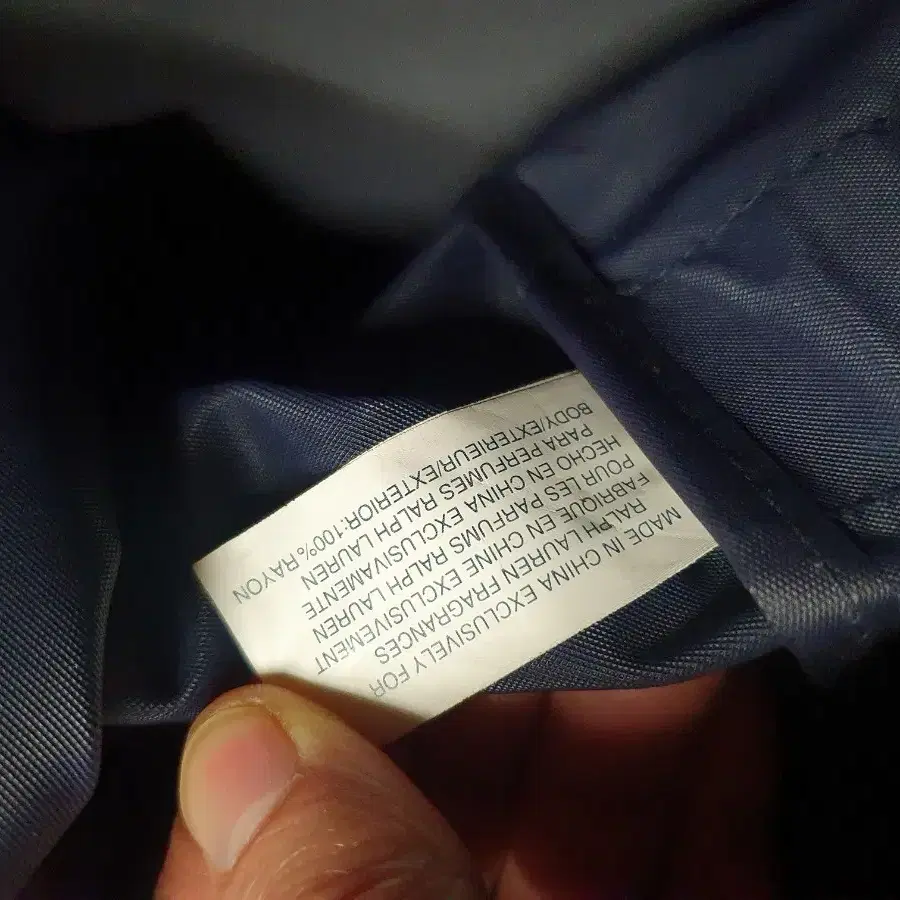 MADE IN CHINA EXCLUSIVELY FOR
RALPH LAUREN FRAGRANCES
FABRIQUE EN CHINE EXCLUSIVEMENT
POUR LES PARFUMS RALPH LAUREN
HECHO EN CHINA EXCLUSIVAMENTE
PARA PERFUMES RALPH LAUREN
BODY/EXTERIEUR/EXTERIOR:100% RAYON